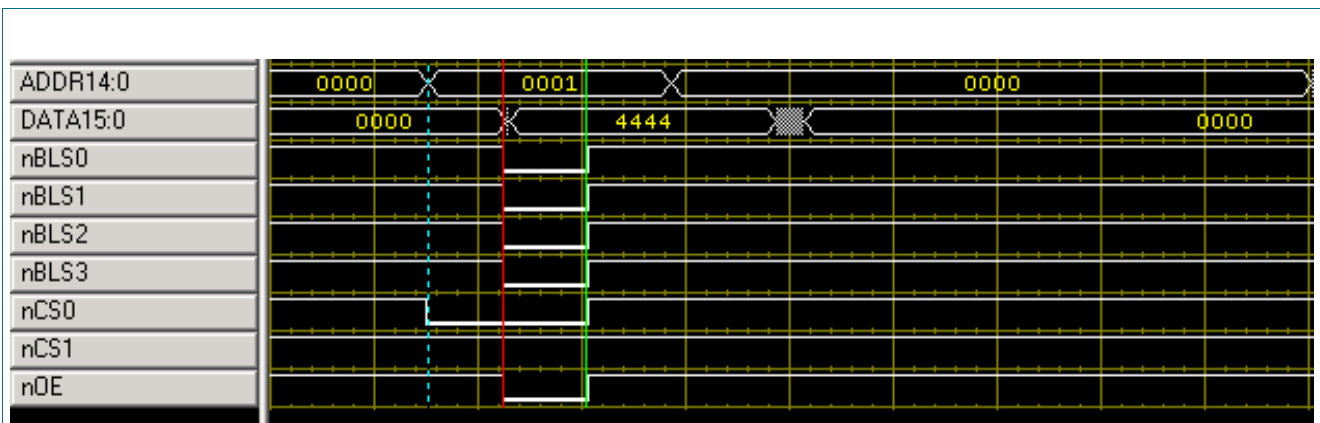 ADDR14:0 0000 0001 0000
DATA15:0 0000 4444 0000
nBLS0
nBLS1
nBLS2
nBLS3
nCS0
nCS1
nOE